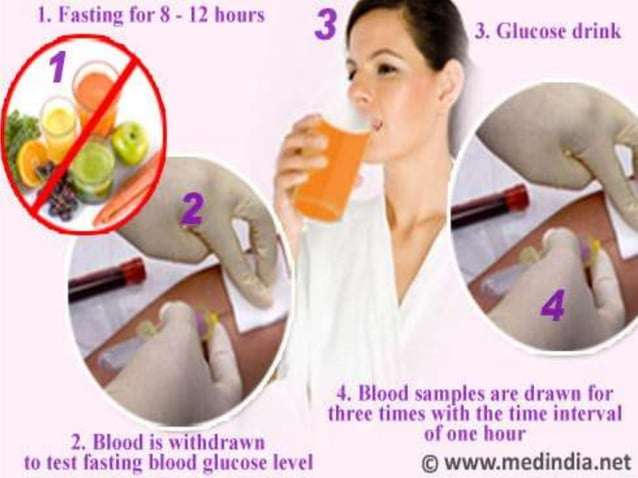 1. Fasting for 8 - 12 hours
1
2
2. Blood is withdrawn
to test fasting blood glucose level
3
3. Glucose drink
4
4. Blood samples are drawn for
three times with the time interval
of one hour
© www.medindia.net